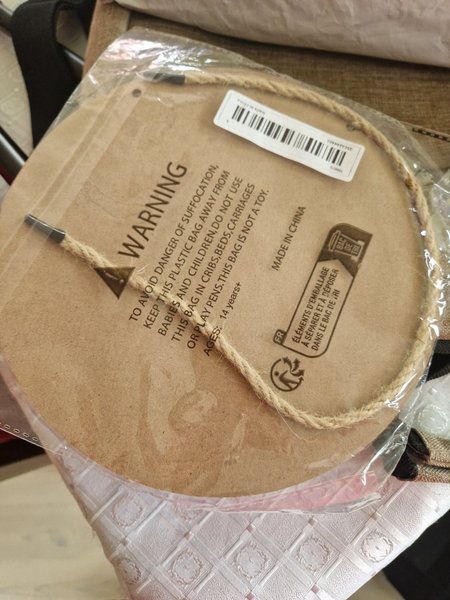 WARNING
TO AVOID DANGER OF SUFFOCATION,
KEEP THIS PLASTIC BAG AWAY FROM
BABIES AND CHILDREN,DO NOT USE
THIS BAG IN CRIBS,BEDS,CARRIAGES
OR PLAY PENS.THIS BAG IS NOT A TOY.
AGES: 14 years+
MADE IN CHINA
FR
ÉLÉMENTS D'EMBALLAGE
À SÉPARER ET À DÉPOSER
DANS LE BAC DE TRI